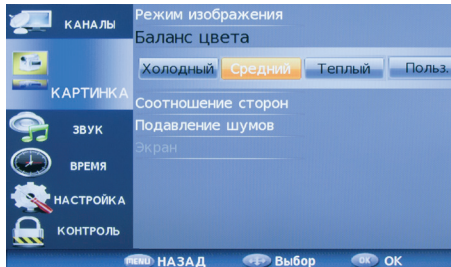 КАНАЛЫ
КАРТИНКА
ЗВУК
ВРЕМЯ
НАСТРОЙКА
КОНТРОЛЬ
Режим изображения
Баланс цвета
Холодный Средний Теплый Польз.
Соотношение сторон
Подавление шумов
Экран
MENU НАЗАД Выбор OK ОК